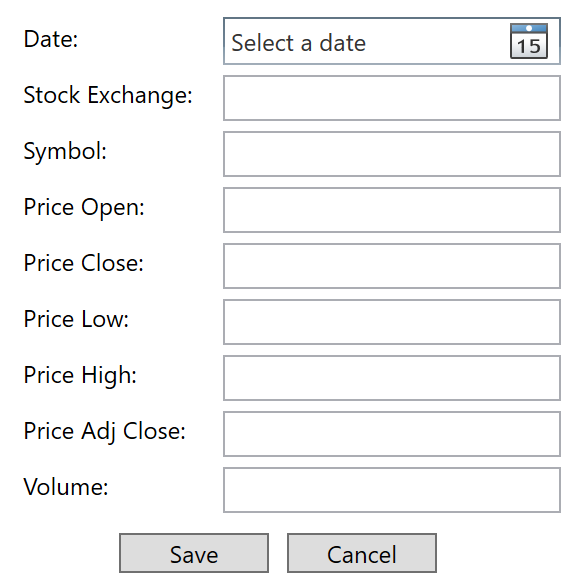 Date: Select a date 15
Stock Exchange:
Symbol:
Price Open:
Price Close:
Price Low:
Price High:
Price Adj Close:
Volume:
Save Cancel